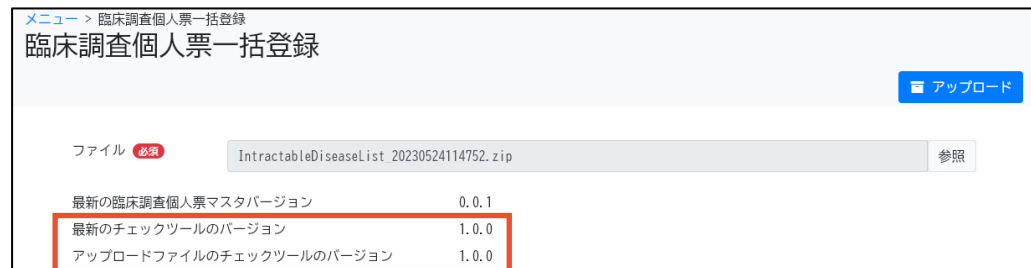 メニュー > 臨床調査個人票一括登録
臨床調査個人票一括登録
アップロード
ファイル 必須 IntractableDiseaseList_20230524114752.zip 参照
最新の臨床調査個人票マスタバージョン 0.0.1
最新のチェックツールのバージョン 1.0.0
アップロードファイルのチェックツールのバージョン 1.0.0